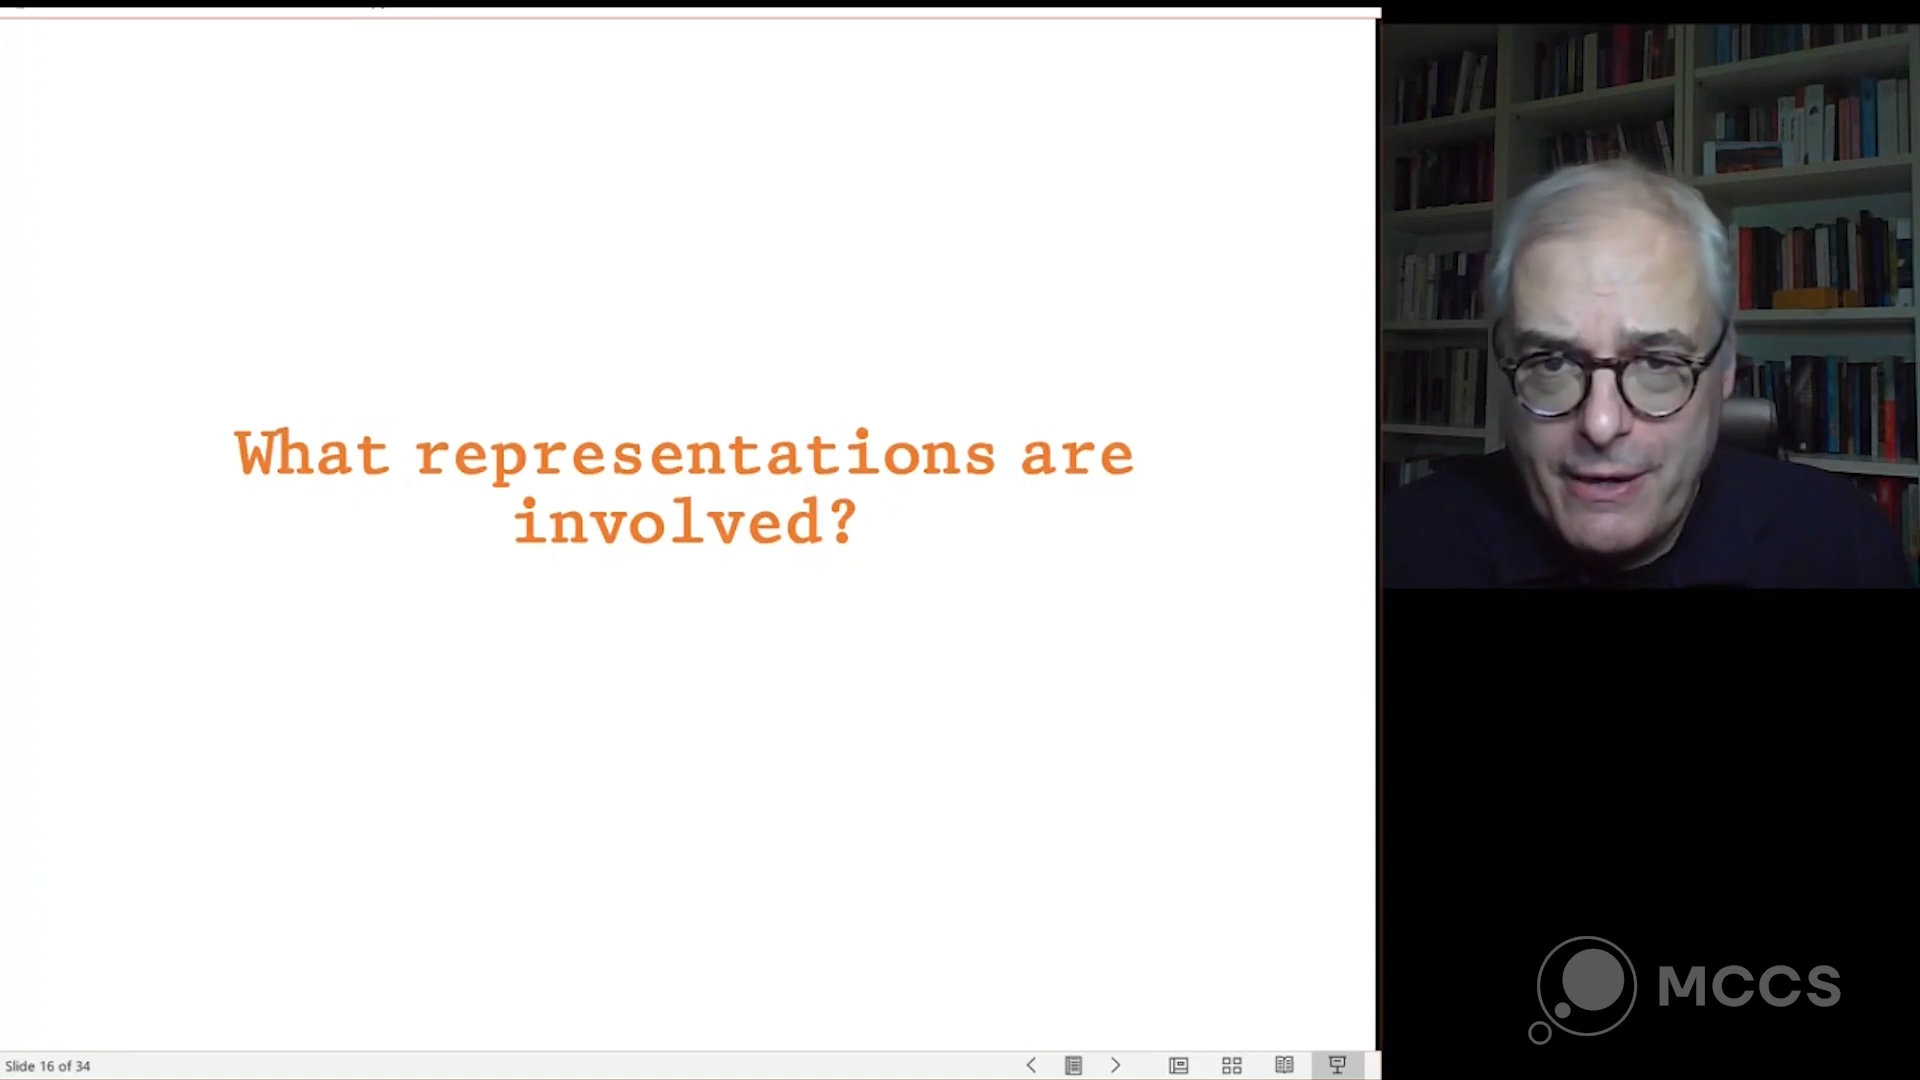 What representations are
involved?
Slide 16 of 34
MCCS